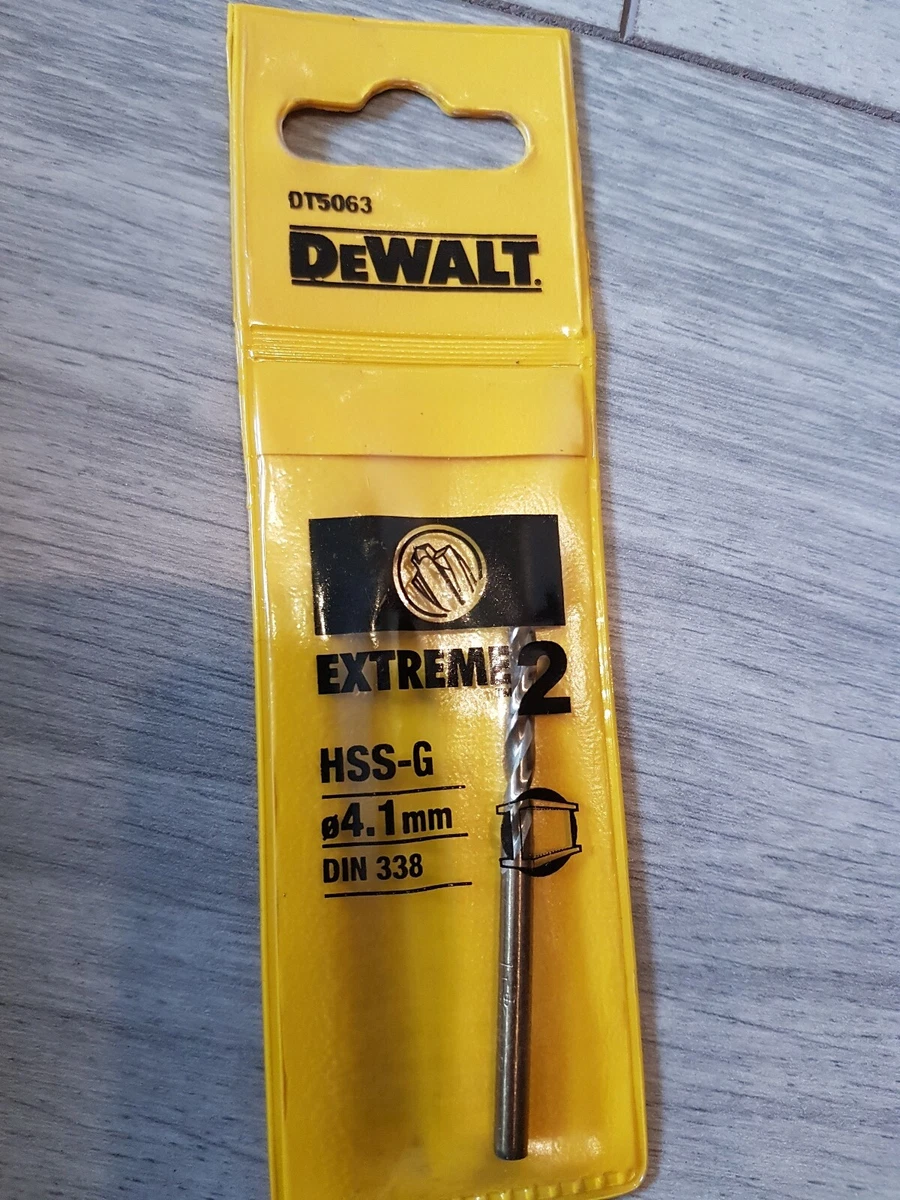 DT5063
DEWALT.
EXTREME 2
HSS-G
ø4.1mm
DIN 338